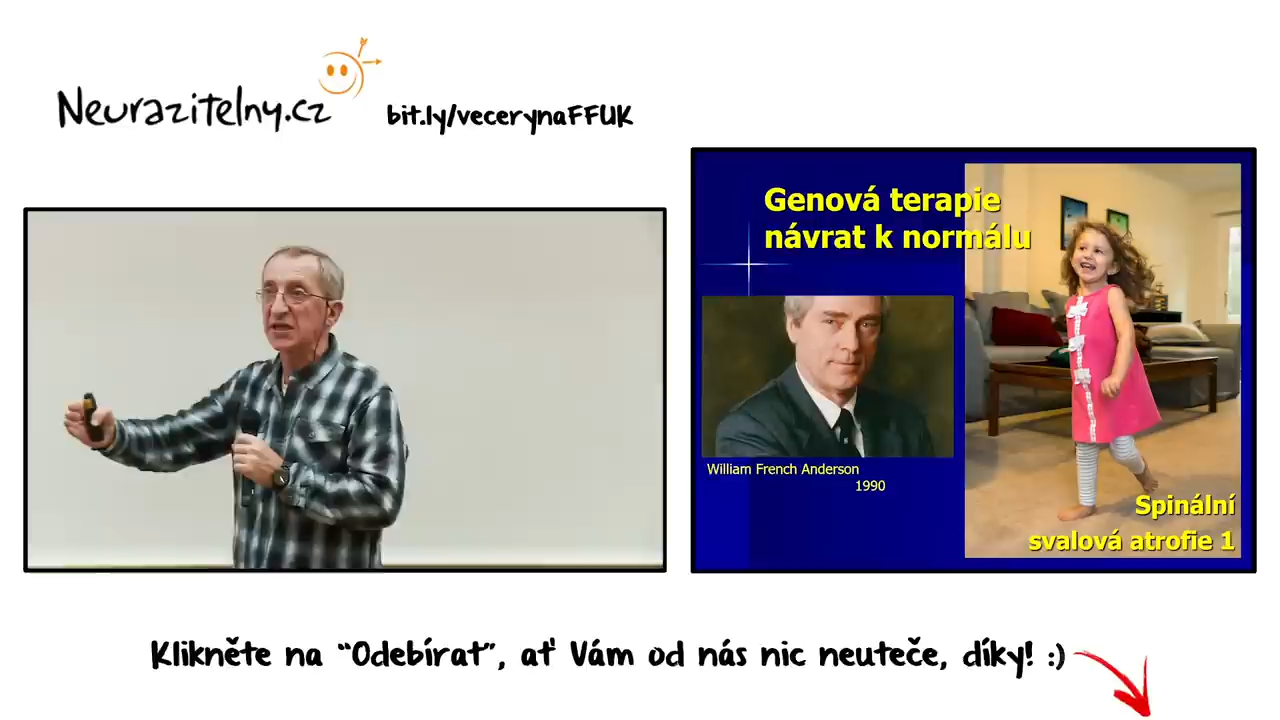 Neurazitelny.cz
bit.ly/vecerynaFFUK
Genová terapie
návrat k normálu
William French Anderson
1990
Spinální
svalová atrofie 1
Klikněte na “Odebírat”, ať Vám od nás nic neuteče, díky! :)